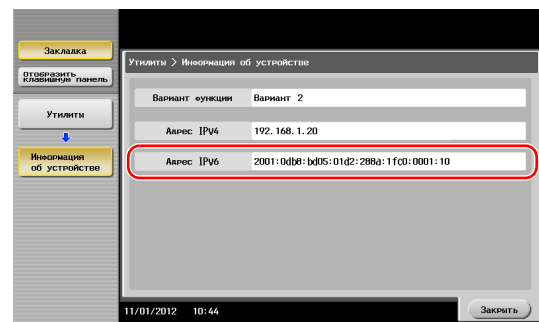 Закладка
Отобразить
клавишную панель
Утилиты > Информация об устройстве
Вариант функции Вариант 2
Утилиты
Адрес IPv4 192.168.1.20
Информация
об устройстве
Адрес IPv6 2001:0db8:bd05:01d2:288a:1fc0:0001:10
11/01/2012 10:44
Закрыть